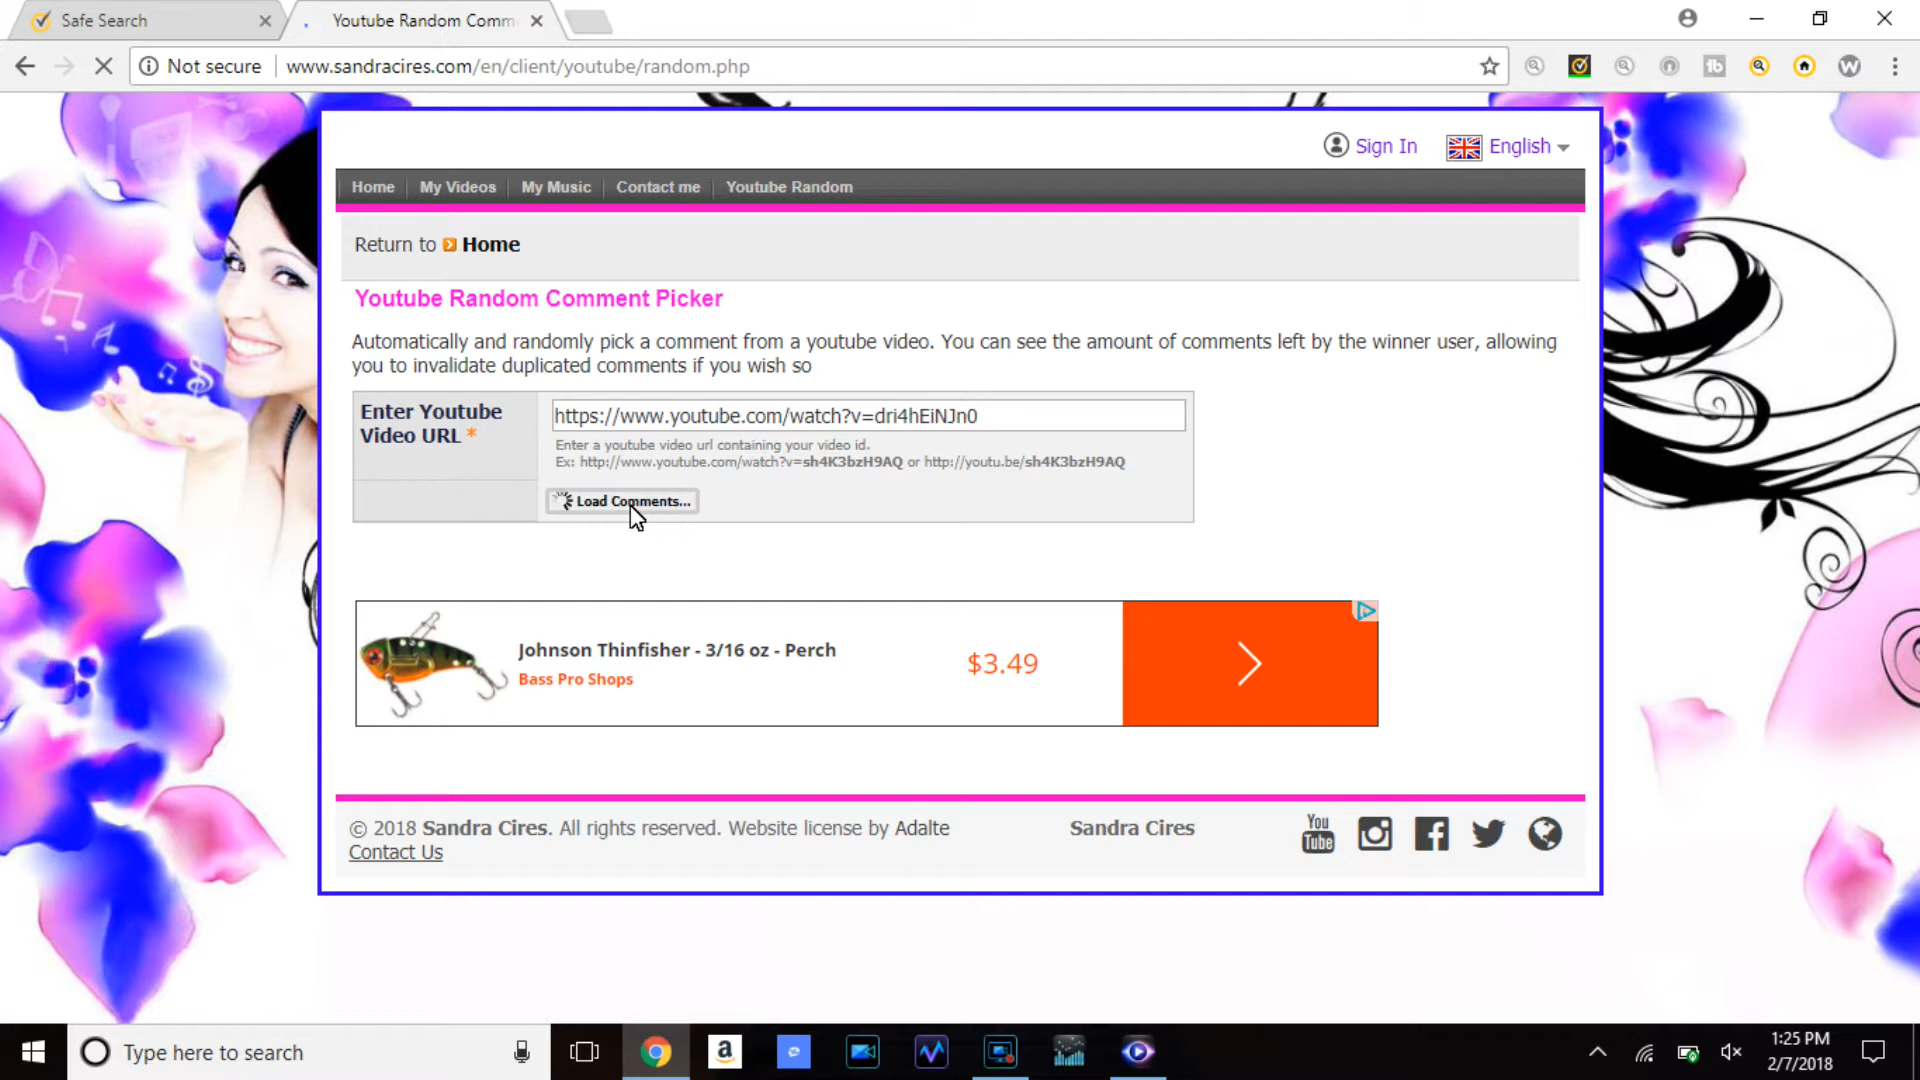 Safe Search
Youtube Random Comm
Not secure www.sandracires.com/en/client/youtube/random.php
Sign In English
Home My Videos My Music Contact me Youtube Random
Return to Home
Youtube Random Comment Picker
Automatically and randomly pick a comment from a youtube video. You can see the amount of comments left by the winner user, allowing
you to invalidate duplicated comments if you wish so
Enter Youtube
Video URL *
https://www.youtube.com/watch?v=dri4hEiNJn0
Enter a youtube video url containing your video id.
Ex: http://www.youtube.com/watch?v=sh4K3bzH9AQ or http://youtu.be/sh4K3bzH9AQ
Load Comments...
Johnson Thinfisher - 3/16 oz - Perch
Bass Pro Shops
$3.49
© 2018 Sandra Cires. All rights reserved. Website license by Adalte
Contact Us
Sandra Cires
You
Tube
Type here to search
1:25 PM
2/7/2018